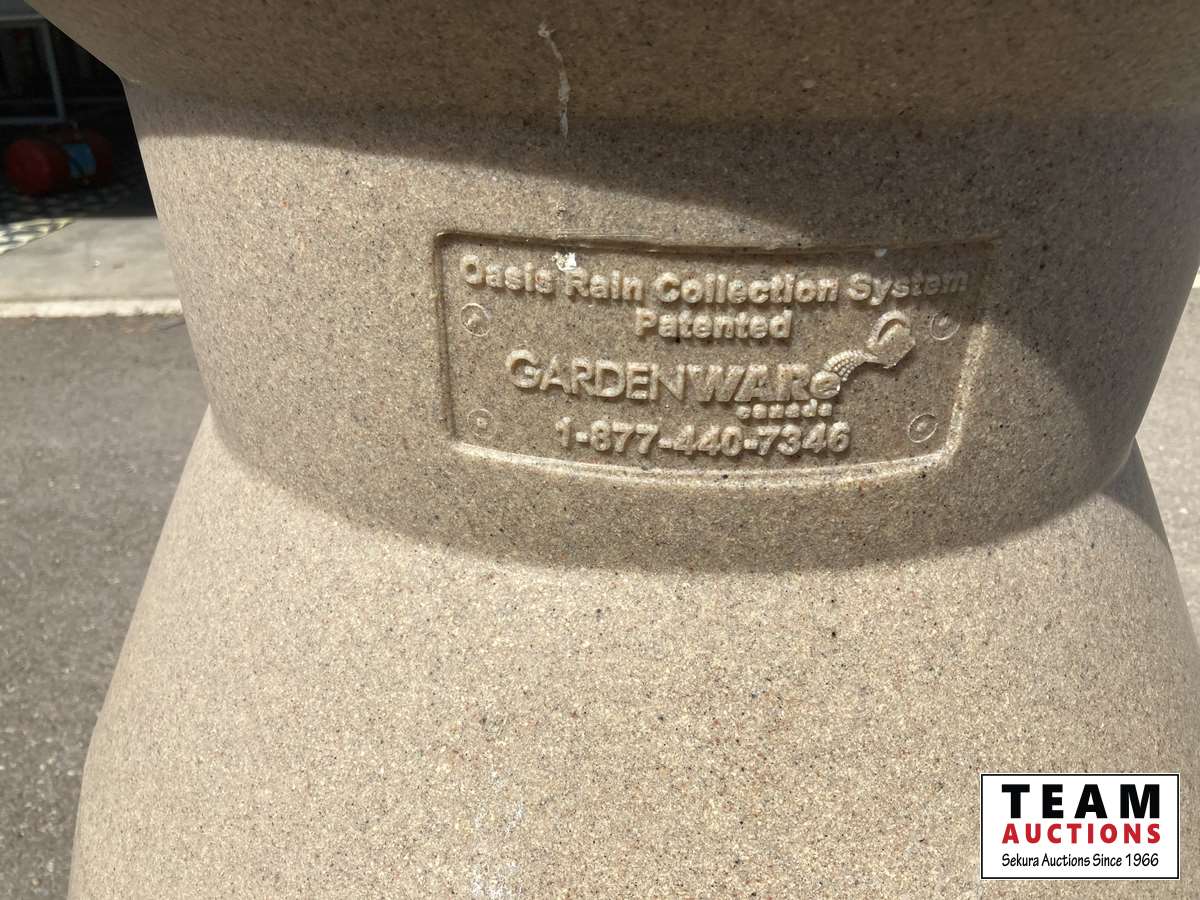 Oasis Rain Collection System
Patented
GARDENWARe
canada
1-877-440-7346
TEAM
AUCTIONS
Sekura Auctions Since 1966